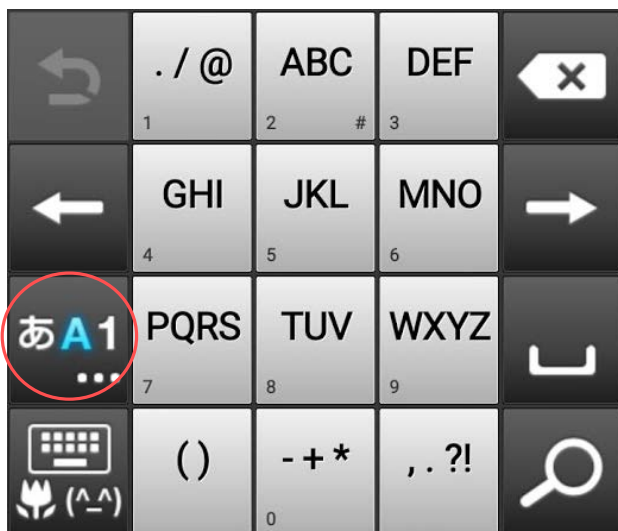 ./@ ABC DEF
1 2 # 3
GHI JKL MNO
4 5 6
あA1 PQRS TUV WXYZ
... 7 8 9
(^_^) () -+* ,.?!
0